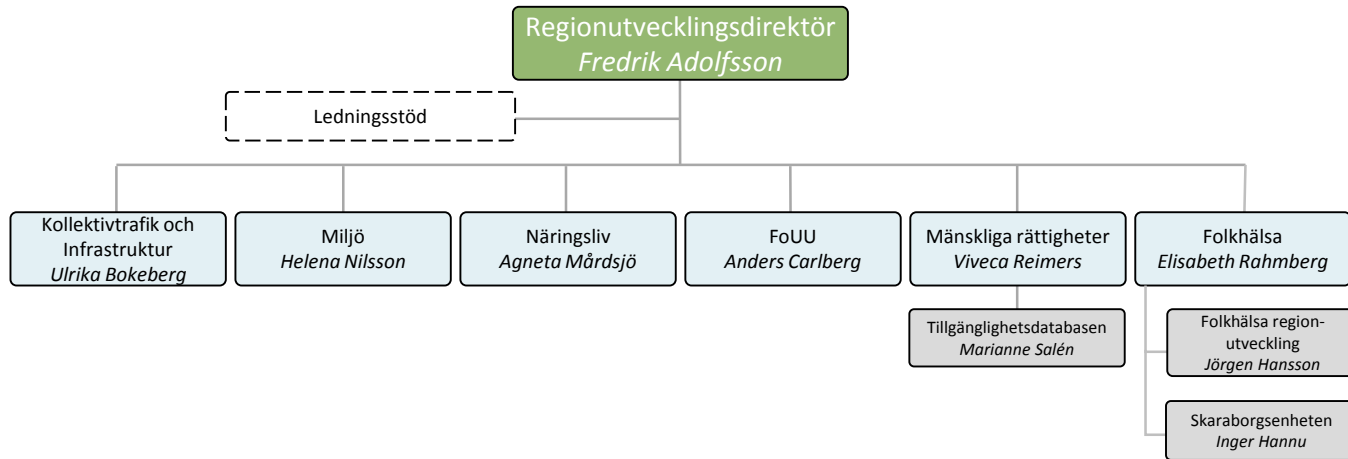 Regionutvecklingsdirektör
Fredrik Adolfsson
Ledningsstöd
Kollektivtrafik och
Infrastruktur
Ulrika Bokeberg
Miljö
Helena Nilsson
Näringsliv
Agneta Mårdsjö
FoUU
Anders Carlberg
Mänskliga rättigheter
Viveca Reimers
Folkhälsa
Elisabeth Rahmberg
Tillgänglighetsdatabasen
Marianne Salén
Folkhälsa region-
utveckling
Jörgen Hansson
Skaraborgsenheten
Inger Hannu